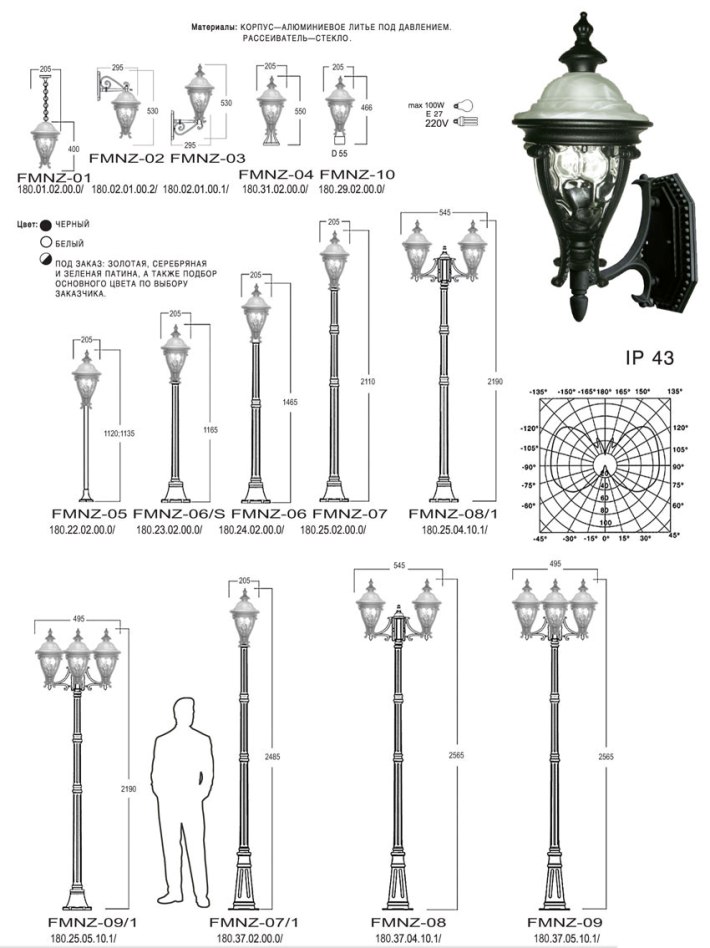 Материалы: КОРПУС—АЛЮМИНИЕВОЕ ЛИТЬЕ ПОД ДАВЛЕНИЕМ.
РАССЕИВАТЕЛЬ—СТЕКЛО.
205
400
FMNZ-01
180.01.02.00.0/
295
530
FMNZ-02
180.02.01.00.2/
530
295
FMNZ-03
180.02.01.00.1/
205
550
FMNZ-04
180.31.02.00.0/
205
466
D 55
FMNZ-10
180.29.02.00.0/
max 100W
E 27
220V
Цвет:
ЧЕРНЫЙ
БЕЛЫЙ
ПОД ЗАКАЗ: ЗОЛОТАЯ, СЕРЕБРЯНАЯ
И ЗЕЛЕНАЯ ПАТИНА, А ТАКЖЕ ПОДБОР
ОСНОВНОГО ЦВЕТА ПО ВЫБОРУ
ЗАКАЗЧИКА.
IP 43
205
1120;1135
FMNZ-05
180.22.02.00.0/
205
1165
FMNZ-06/S
180.23.02.00.0/
205
1465
FMNZ-06
180.24.02.00.0/
205
2110
FMNZ-07
180.25.02.00.0/
545
2190
FMNZ-08/1
180.25.04.10.1/
-135° -150° -165° 180° 165° 150° 135°
-120° 120°
-105° 105°
-90° 90°
-75° 75°
-60° 60°
40
60
80
100
-45° -30° -15° 0° 15° 30° 45°
495
2190
FMNZ-09/1
180.25.05.10.1/
205
2485
FMNZ-07/1
180.37.02.00.0/
545
2565
FMNZ-08
180.37.04.10.1/
495
2565
FMNZ-09
180.37.05.10.1/